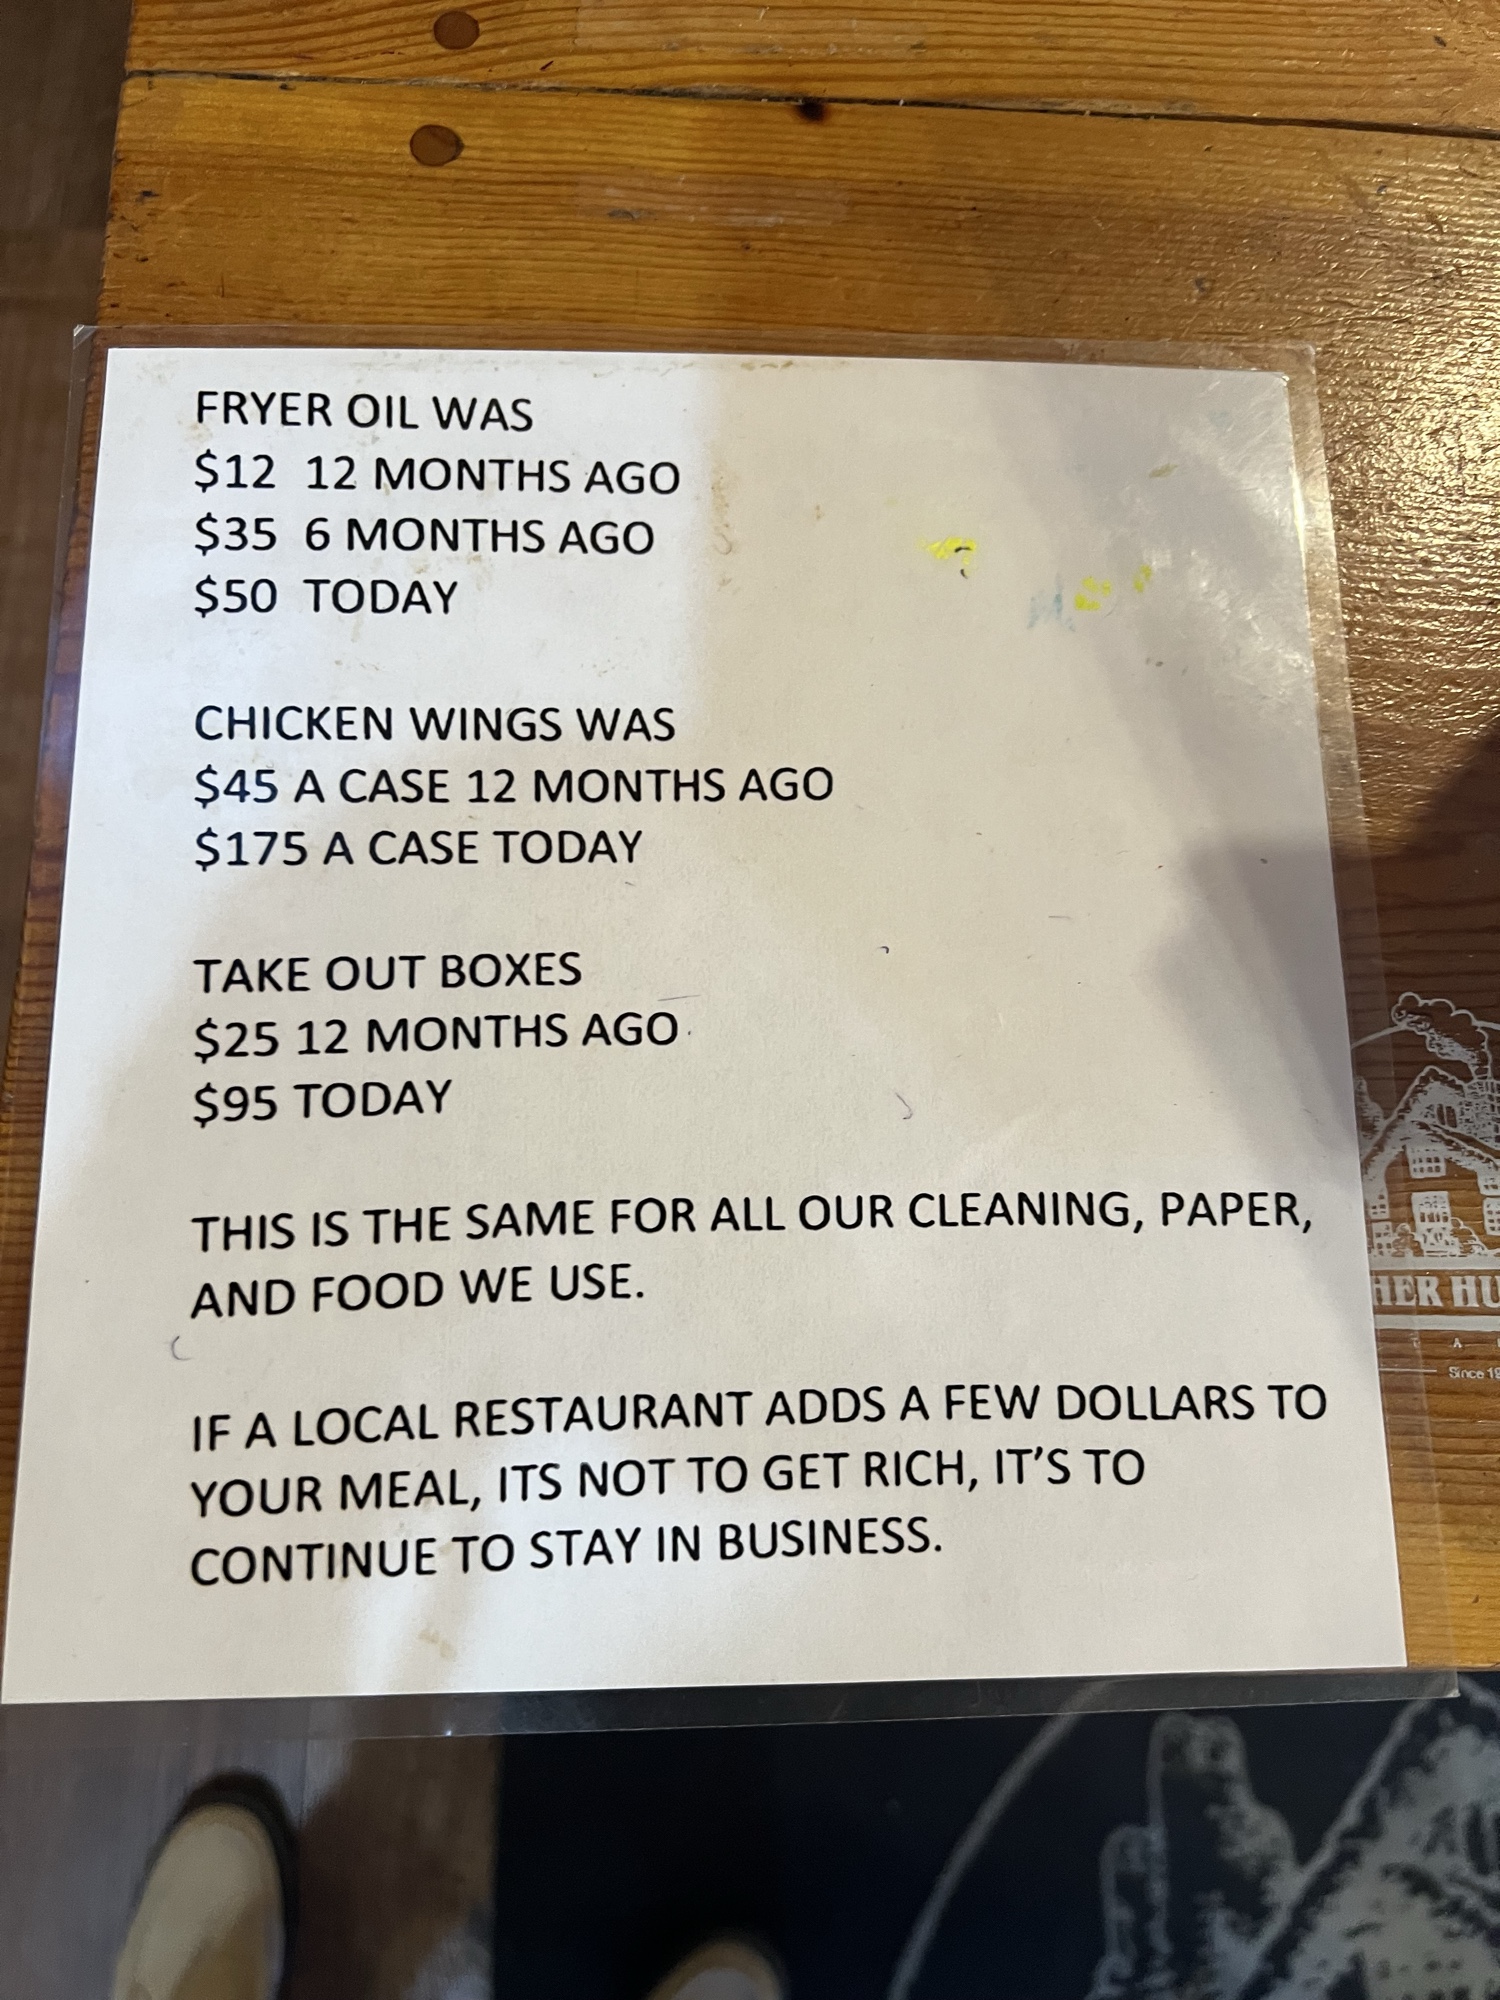 FRYER OIL WAS
$12 12 MONTHS AGO
$35 6 MONTHS AGO
$50 TODAY
CHICKEN WINGS WAS
$45 A CASE 12 MONTHS AGO
$175 A CASE TODAY
TAKE OUT BOXES
$25 12 MONTHS AGO
$95 TODAY
THIS IS THE SAME FOR ALL OUR CLEANING, PAPER,
AND FOOD WE USE.
IF A LOCAL RESTAURANT ADDS A FEW DOLLARS TO
YOUR MEAL, ITS NOT TO GET RICH, IT'S TO
CONTINUE TO STAY IN BUSINESS.
Since